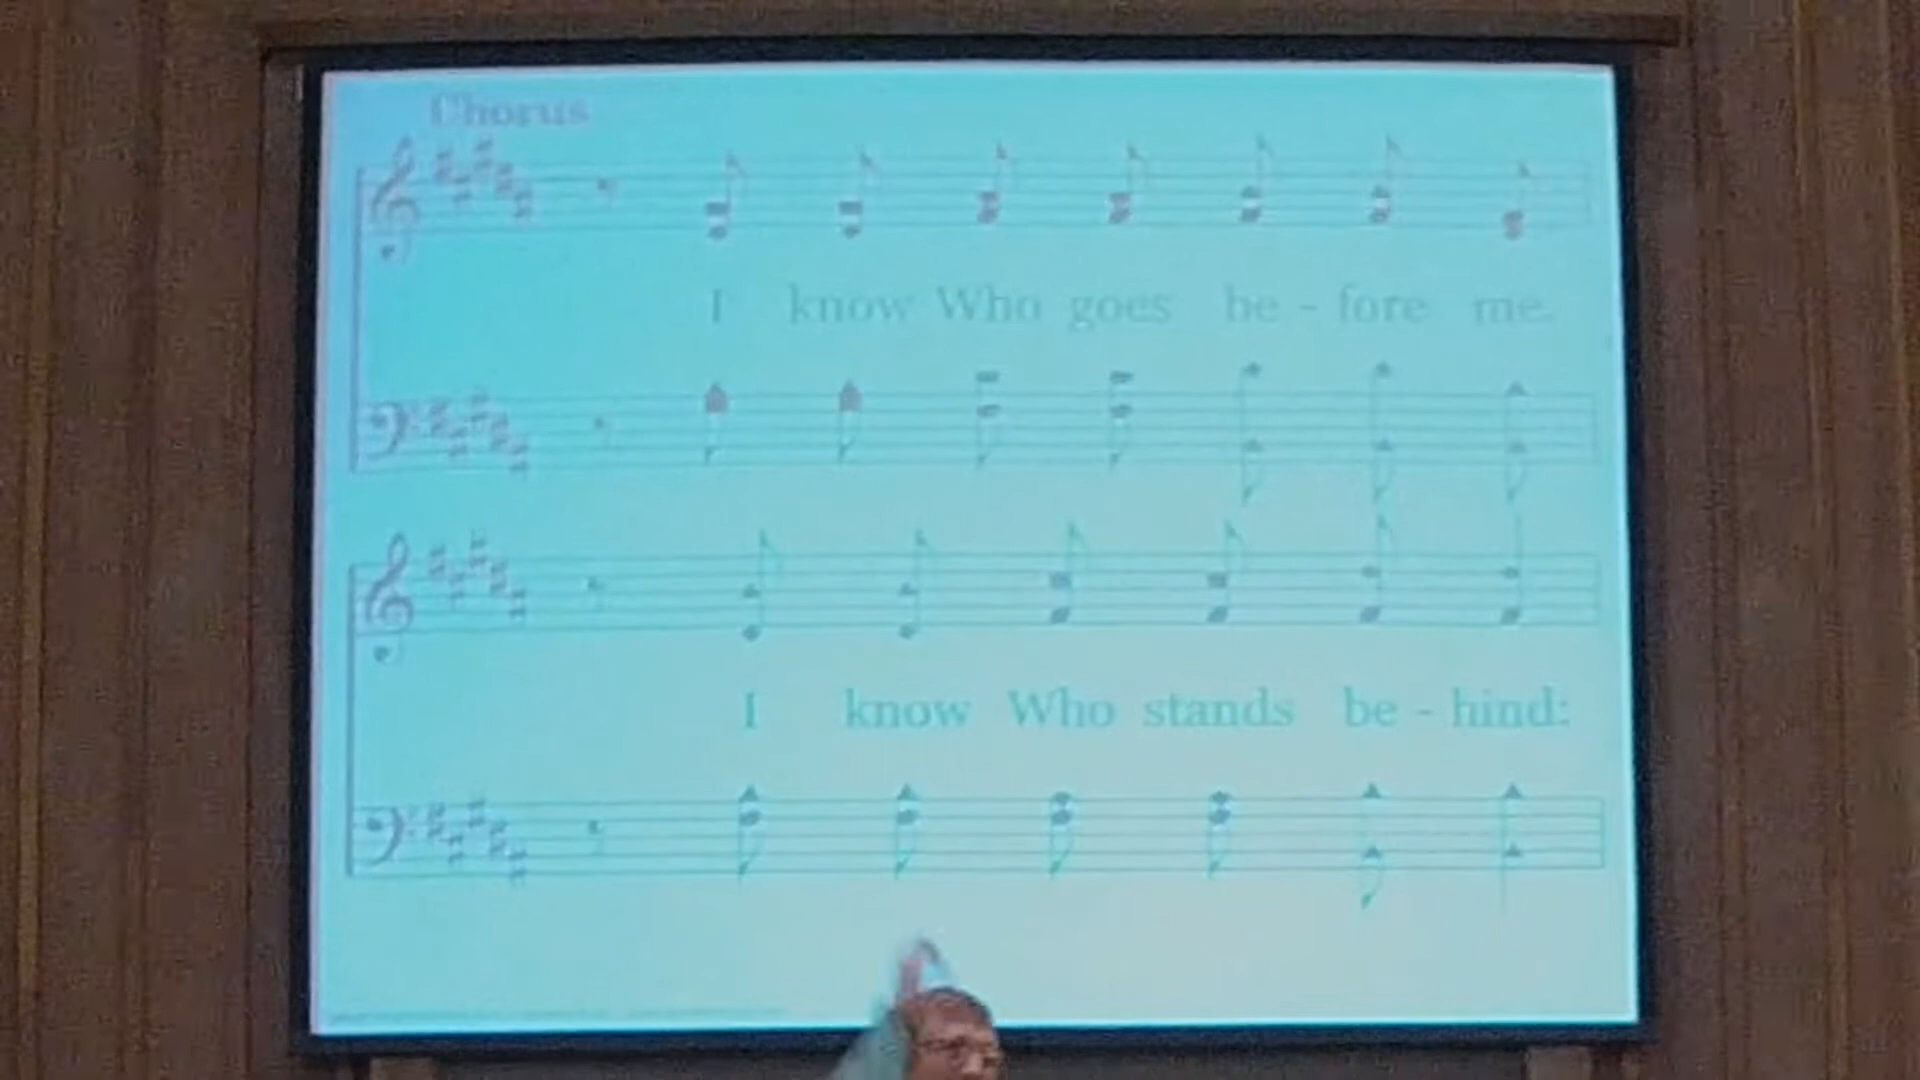 Chorus
I know Who goes be - fore me.
I know Who stands be - hind: